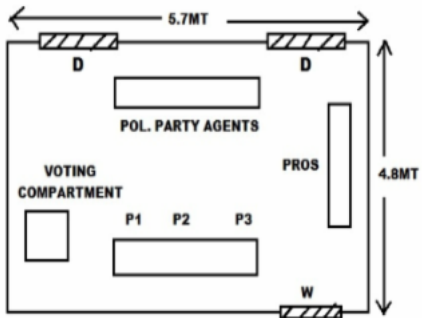 5.7MT
D D
POL. PARTY AGENTS
PROS
4.8MT
VOTING
COMPARTMENT
P1 P2 P3
W